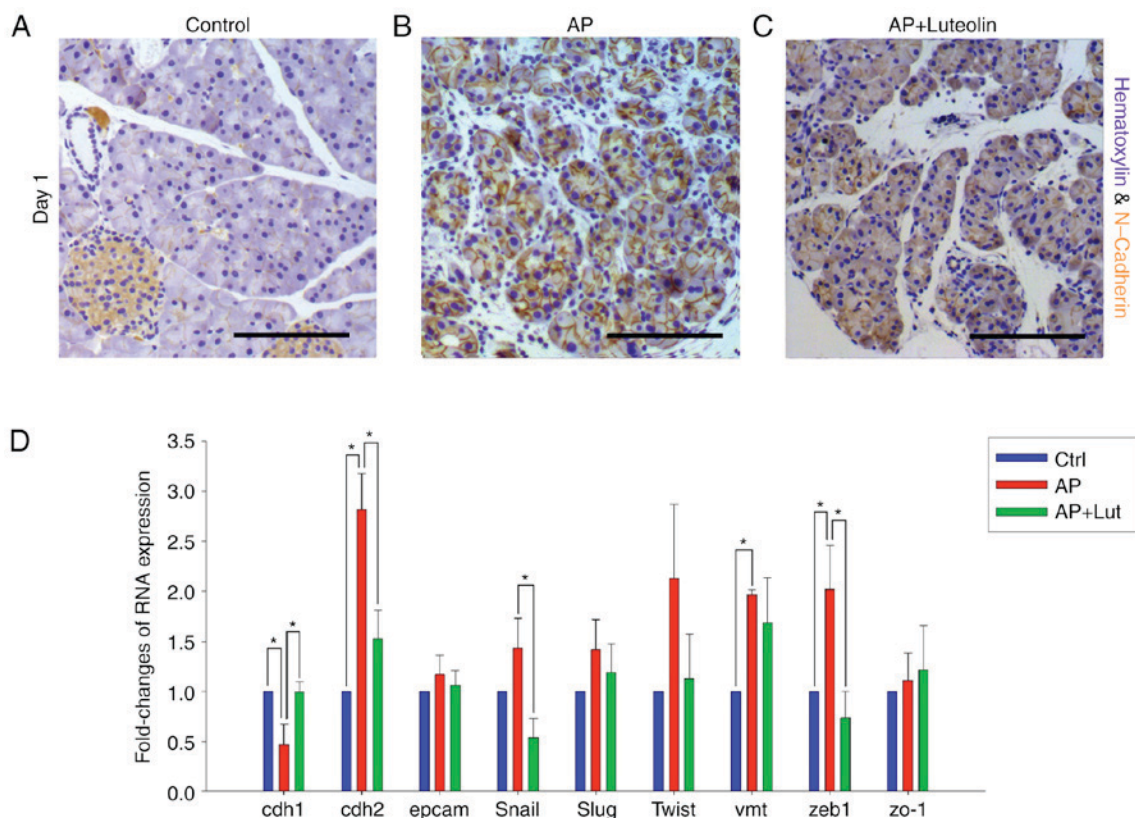 A
Control
B
AP
C
AP+Luteolin
Day 1
Hematoxylin & N-Cadherin
D
Fold-changes of RNA expression
3.5
3.0
2.5
2.0
1.5
1.0
0.5
0.0
* * * * * * * *
cdh1 cdh2 epcam Snail Slug Twist vmt zeb1 zo-1
Ctrl
AP
AP+Lut